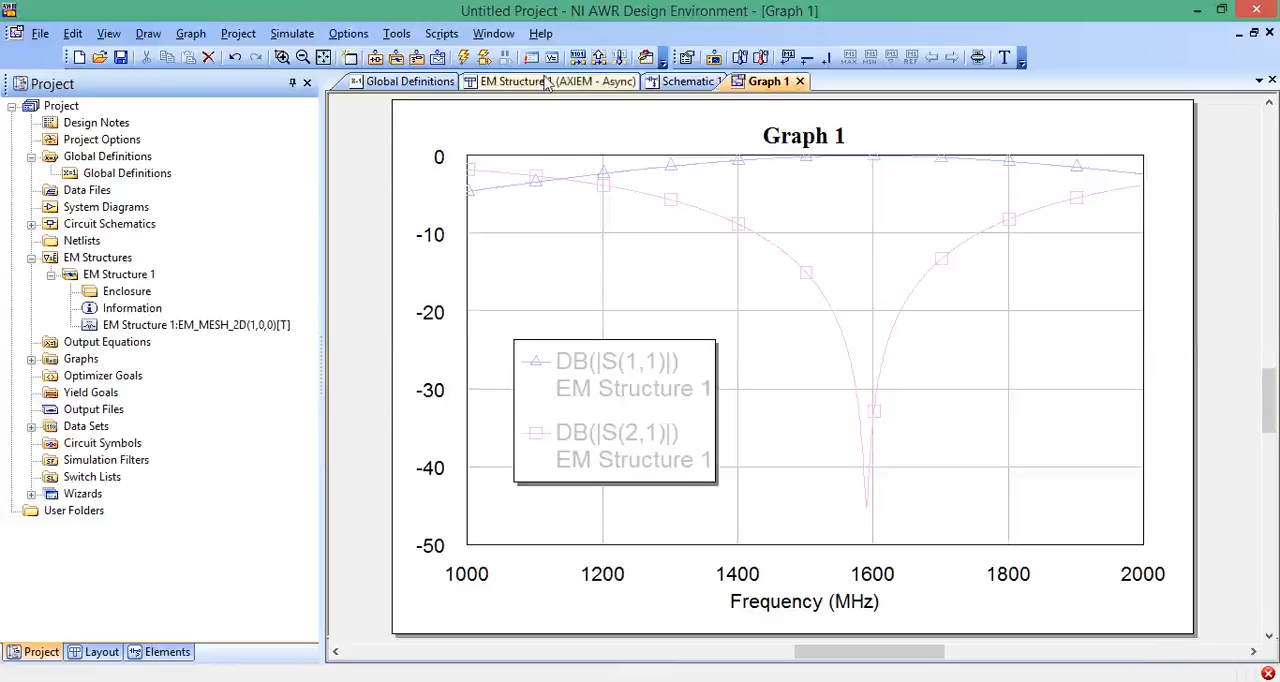 Untitled Project - NI AWR Design Environment - [Graph 1]
File Edit View Draw Graph Project Simulate Options Tools Scripts Window Help
Project
Global Definitions EM Structure 1 (AXIEM - Async) Schematic 1 Graph 1
Project
Design Notes
Project Options
Global Definitions
Global Definitions
Data Files
System Diagrams
Circuit Schematics
Netlists
EM Structures
EM Structure 1
Enclosure
Information
EM Structure 1:EM_MESH_2D(1,0,0)[T]
Output Equations
Graphs
Optimizer Goals
Yield Goals
Output Files
Data Sets
Circuit Symbols
Simulation Filters
Switch Lists
Wizards
User Folders
Project Layout Elements
Graph 1
0
-10
-20
-30
-40
-50
DB(|S(1,1)|)
EM Structure 1
DB(|S(2,1)|)
EM Structure 1
1000 1200 1400 1600 1800 2000
Frequency (MHz)